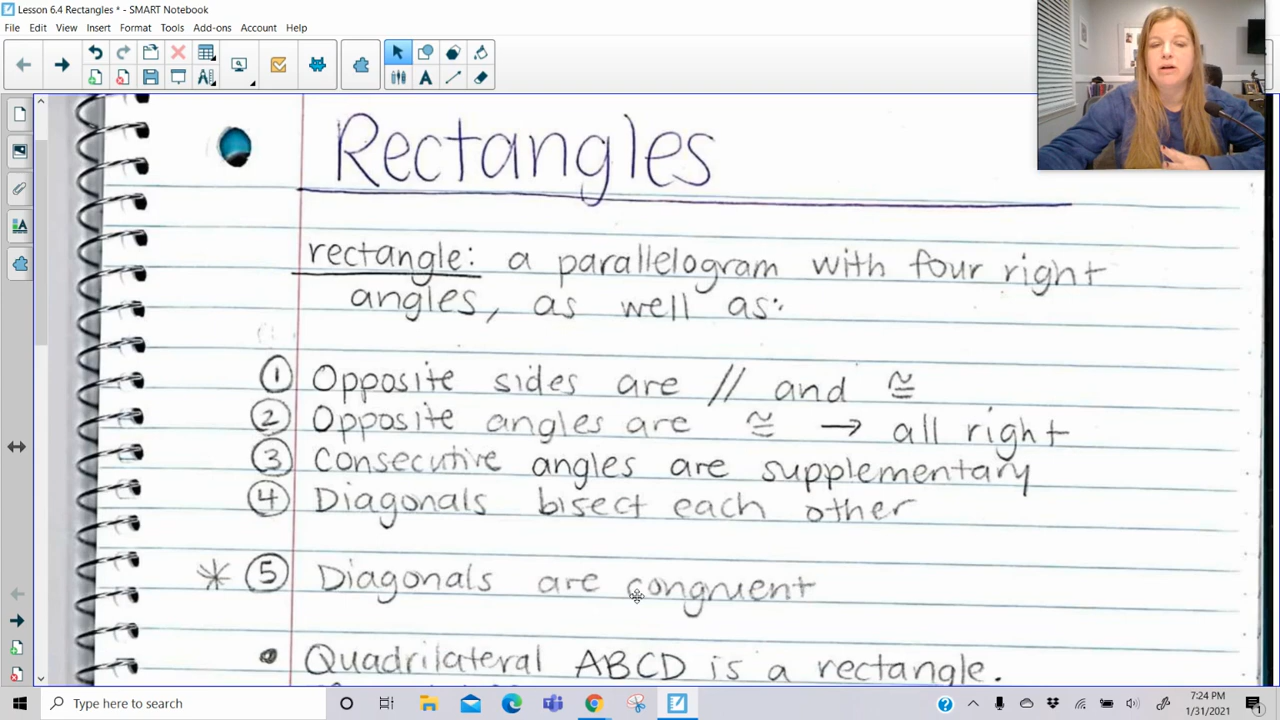 Lesson 6.4 Rectangles * - SMART Notebook
File Edit View Insert Format Tools Add-ons Account Help
Rectangles
rectangle: a parallelogram with four right
angles, as well as:
① Opposite sides are // and ≅
② Opposite angles are ≅ → all right
③ Consecutive angles are supplementary
④ Diagonals bisect each other
* ⑤ Diagonals are congruent
• Quadrilateral ABCD is a rectangle.
Type here to search
7:24 PM
1/31/2021